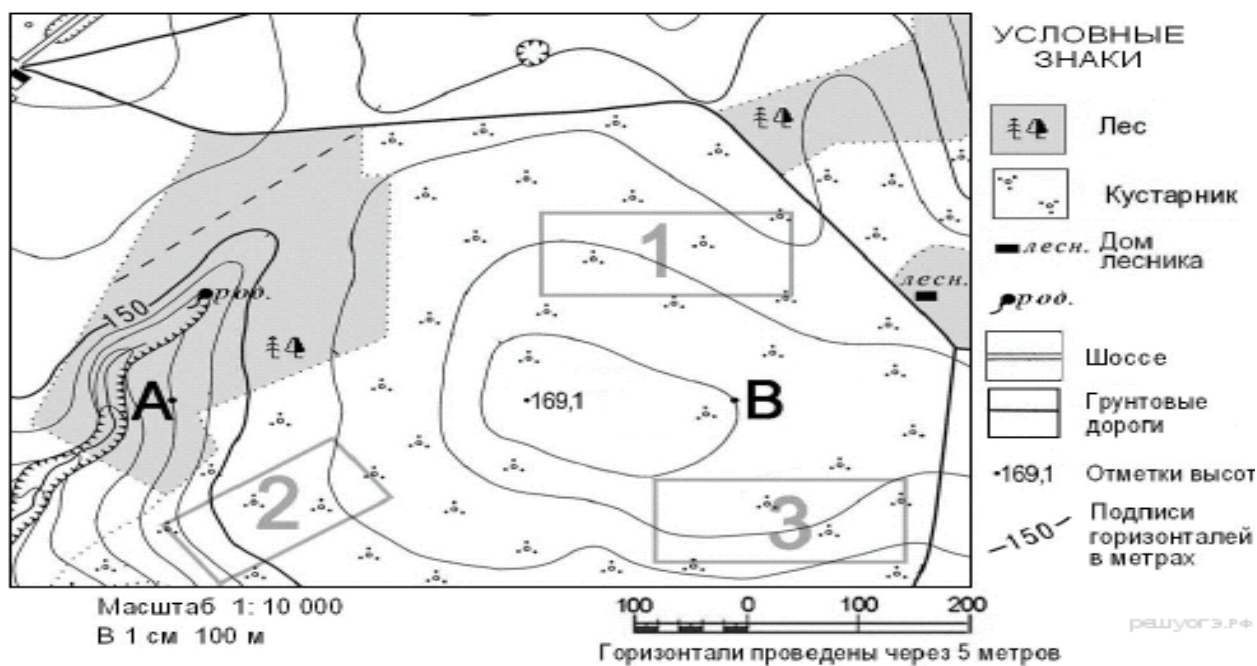 УСЛОВНЫЕ
ЗНАКИ
Лес
Кустарник
лесн. Дом
лесника
род.
Шоссе
Грунтовые
дороги
•169,1 Отметки высот
—150— Подписи
горизонталей
в метрах
1
150
род.
лесн.
A
•169,1
B
2
3
Масштаб 1: 10 000
В 1 см 100 м
100 0 100 200
Горизонтали проведены через 5 метров
решуогэ.рф